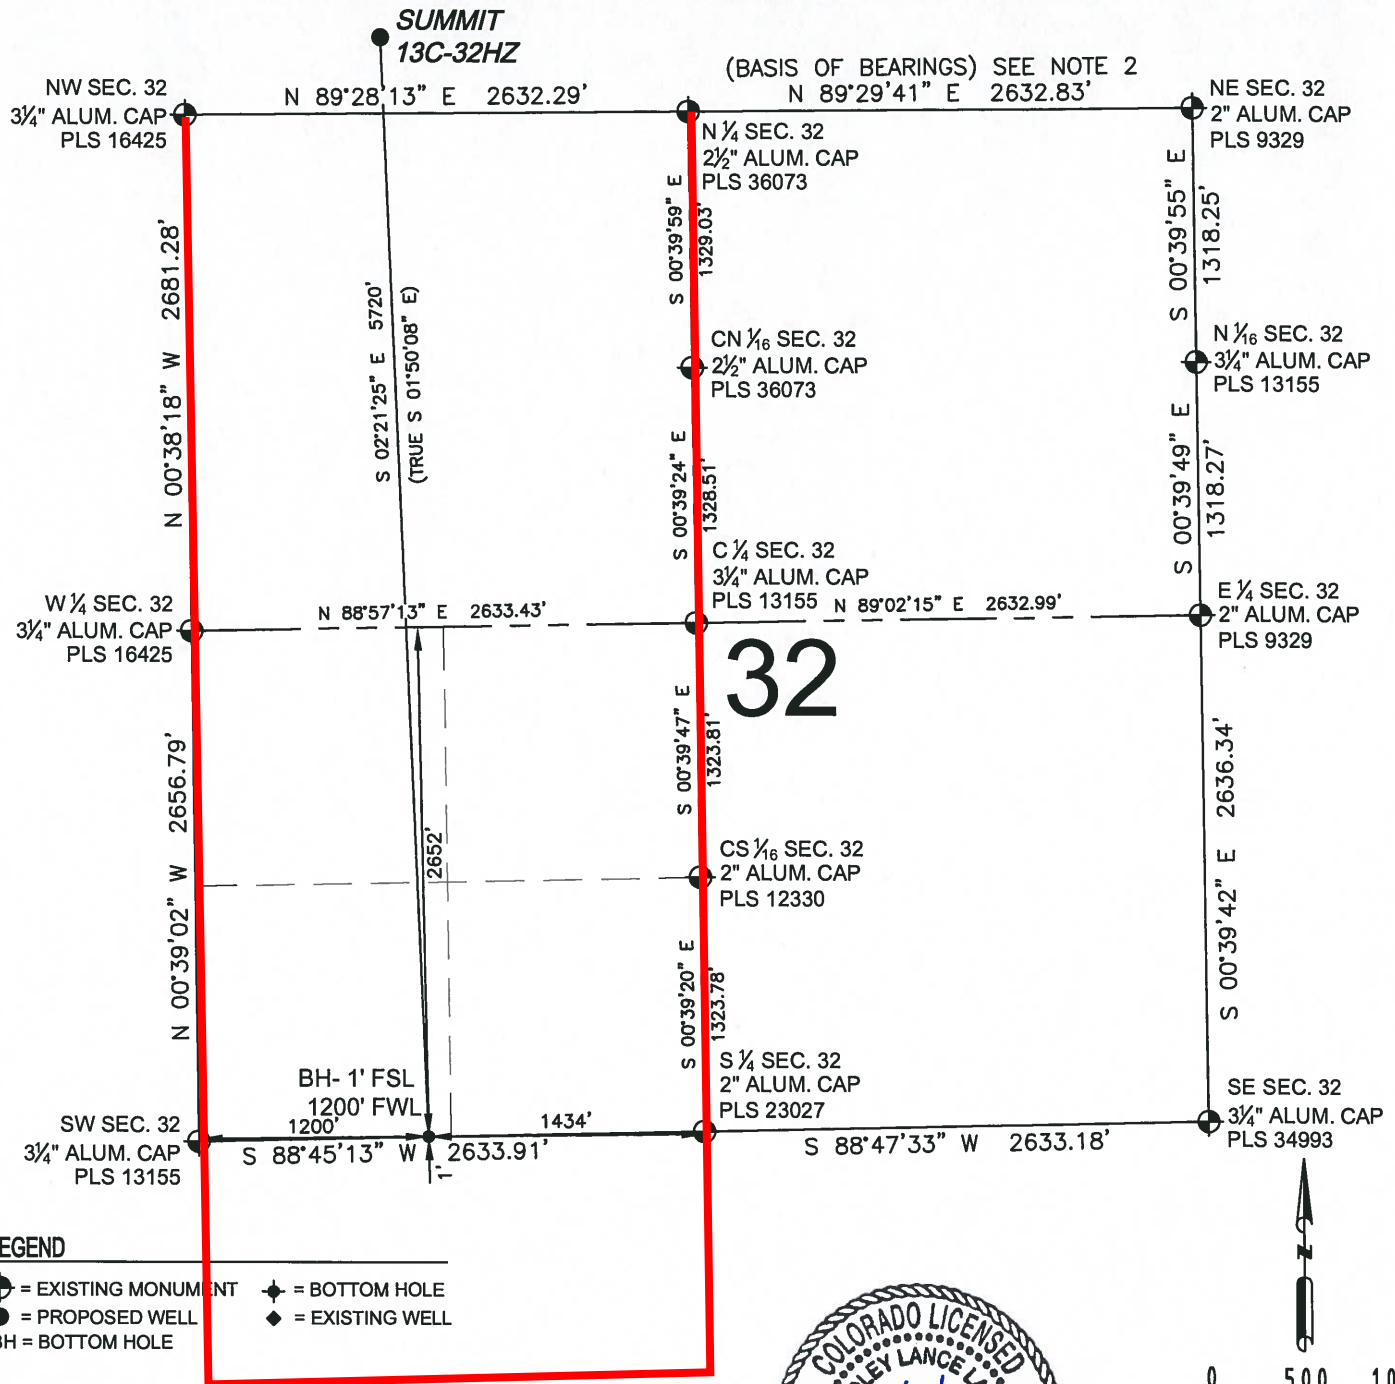 SUMMIT
13C-32HZ
(BASIS OF BEARINGS) SEE NOTE 2
NW SEC. 32
3¼" ALUM. CAP
PLS 16425
N 89°28'13" E 2632.29'
N 89°29'41" E 2632.83'
NE SEC. 32
2" ALUM. CAP
PLS 9329
N ¼ SEC. 32
2½" ALUM. CAP
PLS 36073
N 00°38'18" W 2681.28'
S 02°21'25" E 5720'
(TRUE S 01°50'08" E)
S 00°39'59" E
1329.03'
S 00°39'55" E
1318.25'
CN 1⁄16 SEC. 32
2½" ALUM. CAP
PLS 36073
N 1⁄16 SEC. 32
3¼" ALUM. CAP
PLS 13155
S 00°39'24" E
1328.51'
S 00°39'49" E
1318.27'
C ¼ SEC. 32
3¼" ALUM. CAP
PLS 13155
W ¼ SEC. 32
3¼" ALUM. CAP
PLS 16425
N 88°57'13" E 2633.43'
N 89°02'15" E 2632.99'
E ¼ SEC. 32
2" ALUM. CAP
PLS 9329
32
N 00°39'02" W 2656.79'
2652'
S 00°39'47" E
1323.81'
S 00°39'42" E 2636.34'
CS 1⁄16 SEC. 32
2" ALUM. CAP
PLS 12330
S 00°39'20" E
1323.78'
S ¼ SEC. 32
2" ALUM. CAP
PLS 23027
BH- 1' FSL
1200' FWL
SW SEC. 32
3¼" ALUM. CAP
PLS 13155
1200'
1434'
S 88°45'13" W 2633.91'
1'
S 88°47'33" W 2633.18'
SE SEC. 32
3¼" ALUM. CAP
PLS 34993
EGEND
= EXISTING MONUMENT
= BOTTOM HOLE
= PROPOSED WELL
= EXISTING WELL
BH = BOTTOM HOLE
N
COLORADO LICENSED
LANCE
0 500